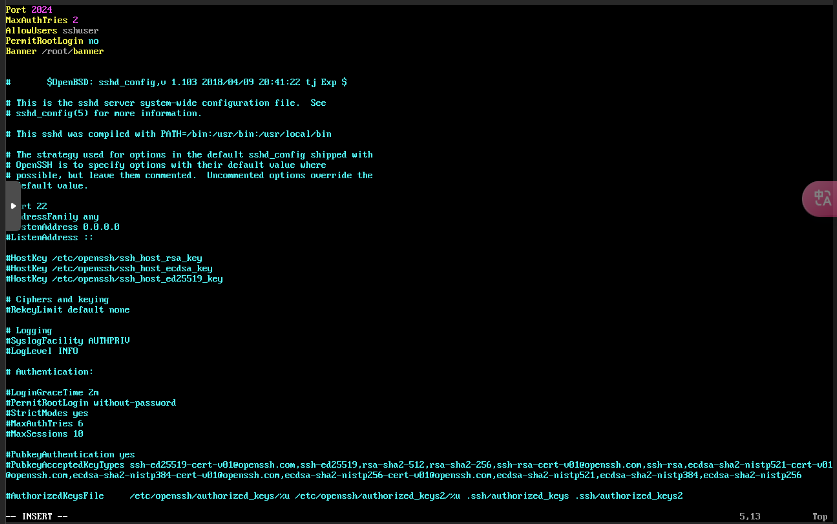 Port 2024
MaxAuthTries 2
AllowUsers sshuser
PermitRootLogin no
Banner /root/banner
#       $OpenBSD: sshd_config,v 1.103 2018/04/09 20:41:22 tj Exp $
# This is the sshd server system-wide configuration file.  See
# sshd_config(5) for more information.
# This sshd was compiled with PATH=/bin:/usr/bin:/usr/local/bin
# The strategy used for options in the default sshd_config shipped with
# OpenSSH is to specify options with their default value where
# possible, but leave them commented.  Uncommented options override the
default value.
rt 22
dressFamily any
stenAddress 0.0.0.0
#ListenAddress ::
#HostKey /etc/openssh/ssh_host_rsa_key
#HostKey /etc/openssh/ssh_host_ecdsa_key
#HostKey /etc/openssh/ssh_host_ed25519_key
# Ciphers and keying
#RekeyLimit default none
# Logging
#SyslogFacility AUTHPRIV
#LogLevel INFO
# Authentication:
#LoginGraceTime 2m
#PermitRootLogin without-password
#StrictModes yes
#MaxAuthTries 6
#MaxSessions 10
#PubkeyAuthentication yes
#PubkeyAcceptedKeyTypes ssh-ed25519-cert-v01@openssh.com,ssh-ed25519,rsa-sha2-512,rsa-sha2-256,ssh-rsa-cert-v01@openssh.com,ssh-rsa,ecdsa-sha2-nistp521-cert-v01
@openssh.com,ecdsa-sha2-nistp384-cert-v01@openssh.com,ecdsa-sha2-nistp256-cert-v01@openssh.com,ecdsa-sha2-nistp521,ecdsa-sha2-nistp384,ecdsa-sha2-nistp256
#AuthorizedKeysFile     /etc/openssh/authorized_keys/%u /etc/openssh/authorized_keys2/%u .ssh/authorized_keys .ssh/authorized_keys2
-- INSERT -- 5,13 Top